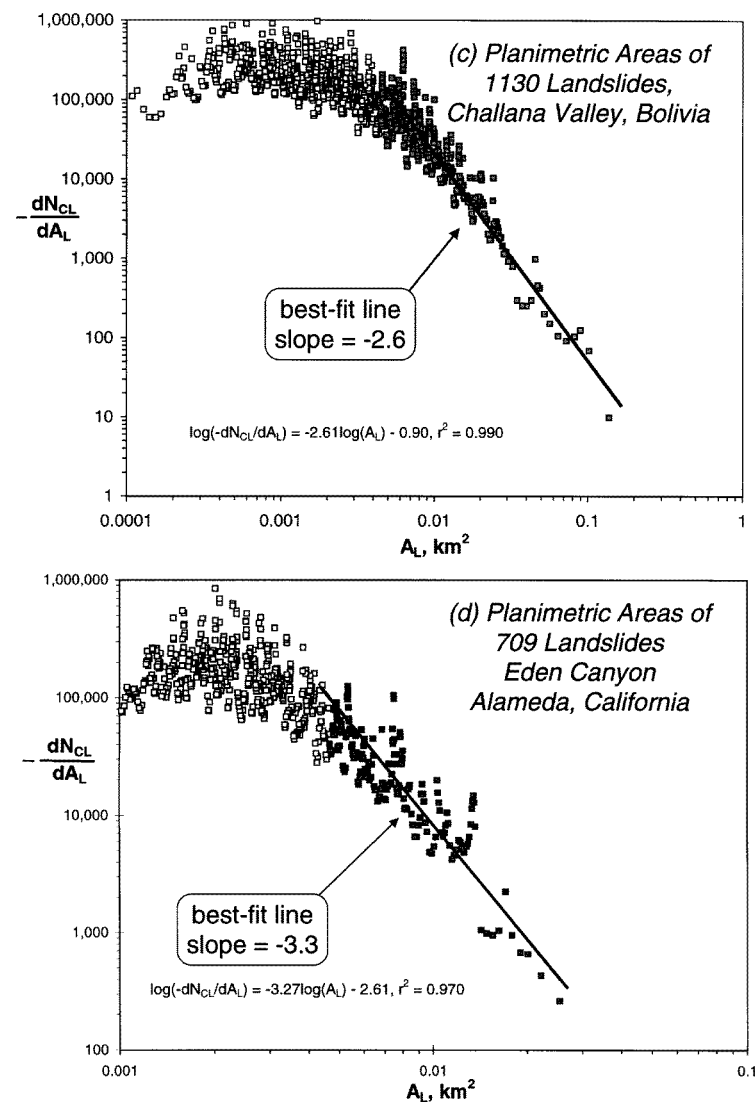 1,000,000
100,000
10,000
1,000
100
10
1
− dN_CL
dA_L
0.0001
0.001
0.01
0.1
1
A_L, km²
(c) Planimetric Areas of
1130 Landslides,
Challana Valley, Bolivia
best-fit line
slope = -2.6
log(-dN_CL/dA_L) = -2.61log(A_L) - 0.90, r² = 0.990
1,000,000
100,000
10,000
1,000
100
− dN_CL
dA_L
0.001
0.01
0.1
A_L, km²
(d) Planimetric Areas of
709 Landslides
Eden Canyon
Alameda, California
best-fit line
slope = -3.3
log(-dN_CL/dA_L) = -3.27log(A_L) - 2.61, r² = 0.970